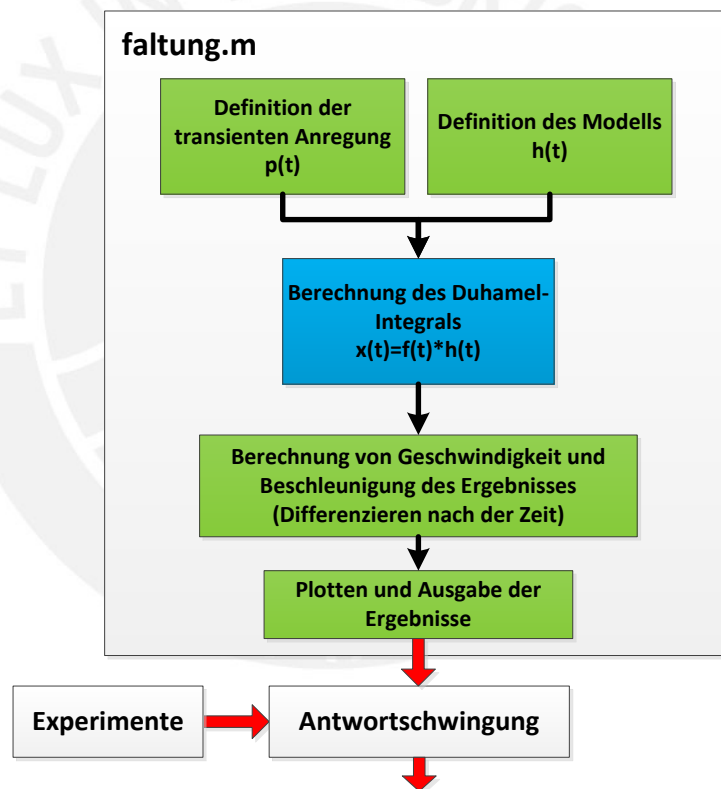 faltung.m
Definition der
transienten Anregung
p(t)
Definition des Modells
h(t)
Berechnung des Duhamel-
Integrals
x(t)=f(t)*h(t)
Berechnung von Geschwindigkeit und
Beschleunigung des Ergebnisses
(Differenzieren nach der Zeit)
Plotten und Ausgabe der
Ergebnisse
Experimente
Antwortschwingung